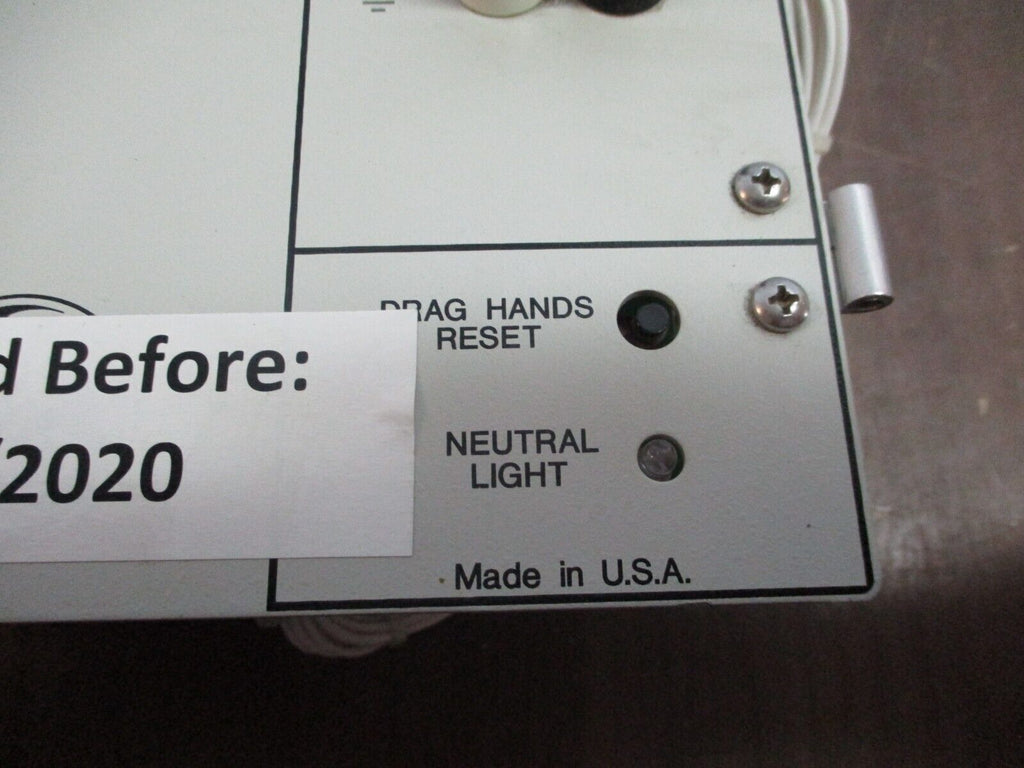 DRAG HANDS
RESET
d Before:
/2020
NEUTRAL
LIGHT
Made in U.S.A.